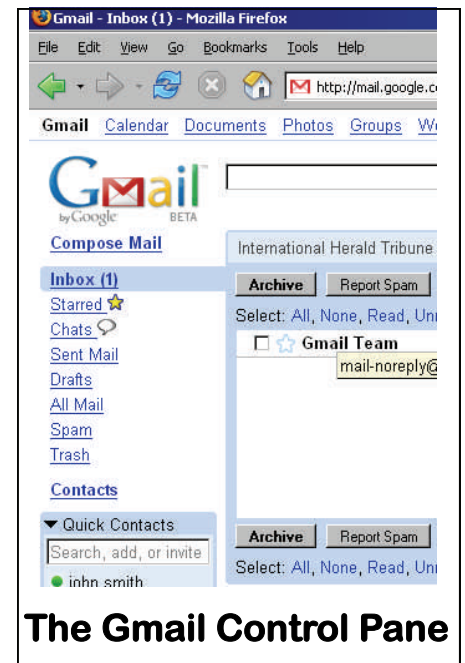 Gmail - Inbox (1) - Mozilla Firefox
File Edit View Go Bookmarks Tools Help
http://mail.google.c
Gmail Calendar Documents Photos Groups W
Gmail
by Google BETA
Compose Mail
International Herald Tribune
Inbox (1)
Archive Report Spam
Starred
Select: All, None, Read, Un
Chats
Gmail Team
Sent Mail
mail-noreply@
Drafts
All Mail
Spam
Trash
Contacts
Quick Contacts
Archive Report Spam
Search, add, or invite
Select: All, None, Read, Un
john smith
The Gmail Control Pane